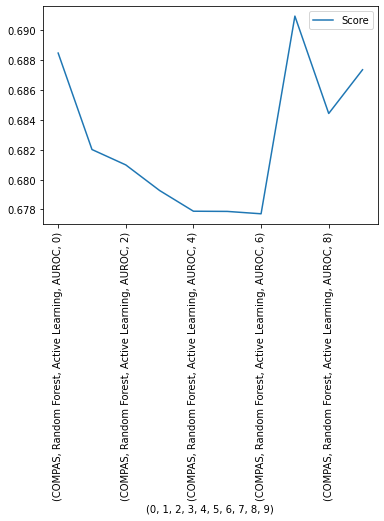 Score
0.690
0.688
0.686
0.684
0.682
0.680
0.678
(COMPAS, Random Forest, Active Learning, AUROC, 0)
(COMPAS, Random Forest, Active Learning, AUROC, 2)
(COMPAS, Random Forest, Active Learning, AUROC, 4)
(COMPAS, Random Forest, Active Learning, AUROC, 6)
(COMPAS, Random Forest, Active Learning, AUROC, 8)
(0, 1, 2, 3, 4, 5, 6, 7, 8, 9)